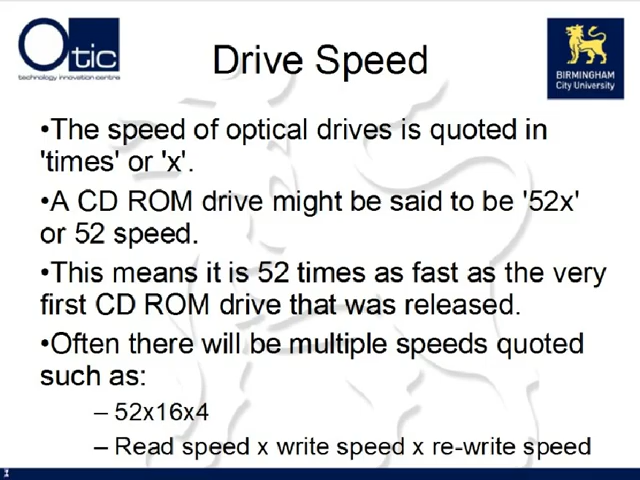 Otic
technology innovation centre
Drive Speed
BIRMINGHAM
City University
•The speed of optical drives is quoted in
'times' or 'x'.
•A CD ROM drive might be said to be '52x'
or 52 speed.
•This means it is 52 times as fast as the very
first CD ROM drive that was released.
•Often there will be multiple speeds quoted
such as:
– 52x16x4
– Read speed x write speed x re-write speed